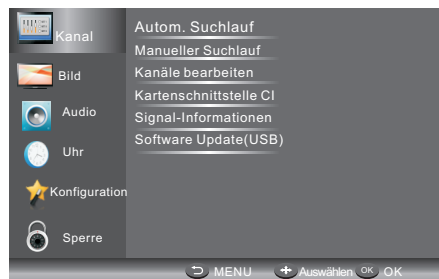 Kanal
Bild
Audio
Uhr
Konfiguration
Sperre
Autom. Suchlauf
Manueller Suchlauf
Kanäle bearbeiten
Kartenschnittstelle CI
Signal-Informationen
Software Update(USB)
MENU Auswählen OK OK